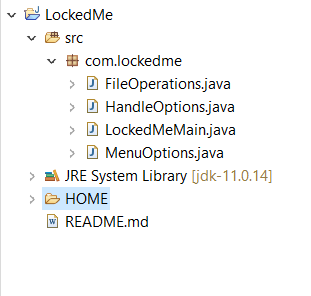 LockedMe
src
com.lockedme
FileOperations.java
HandleOptions.java
LockedMeMain.java
MenuOptions.java
JRE System Library [jdk-11.0.14]
HOME
README.md